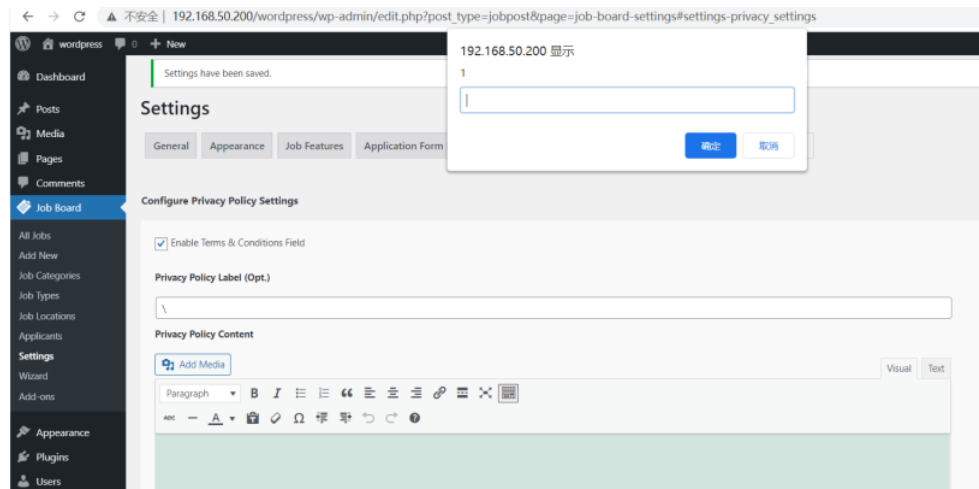 不安全 | 192.168.50.200/wordpress/wp-admin/edit.php?post_type=jobpost&page=job-board-settings#settings-privacy_settings
wordpress 0 + New
192.168.50.200 显示
1
确定 取消
Dashboard
Posts
Media
Pages
Comments
Job Board
All Jobs
Add New
Job Categories
Job Types
Job Locations
Applicants
Settings
Wizard
Add-ons
Appearance
Plugins
Users
Settings have been saved.
Settings
General Appearance Job Features Application Form
Configure Privacy Policy Settings
Enable Terms & Conditions Field
Privacy Policy Label (Opt.)
\
Privacy Policy Content
Add Media
Visual Text
Paragraph B I
ABC A